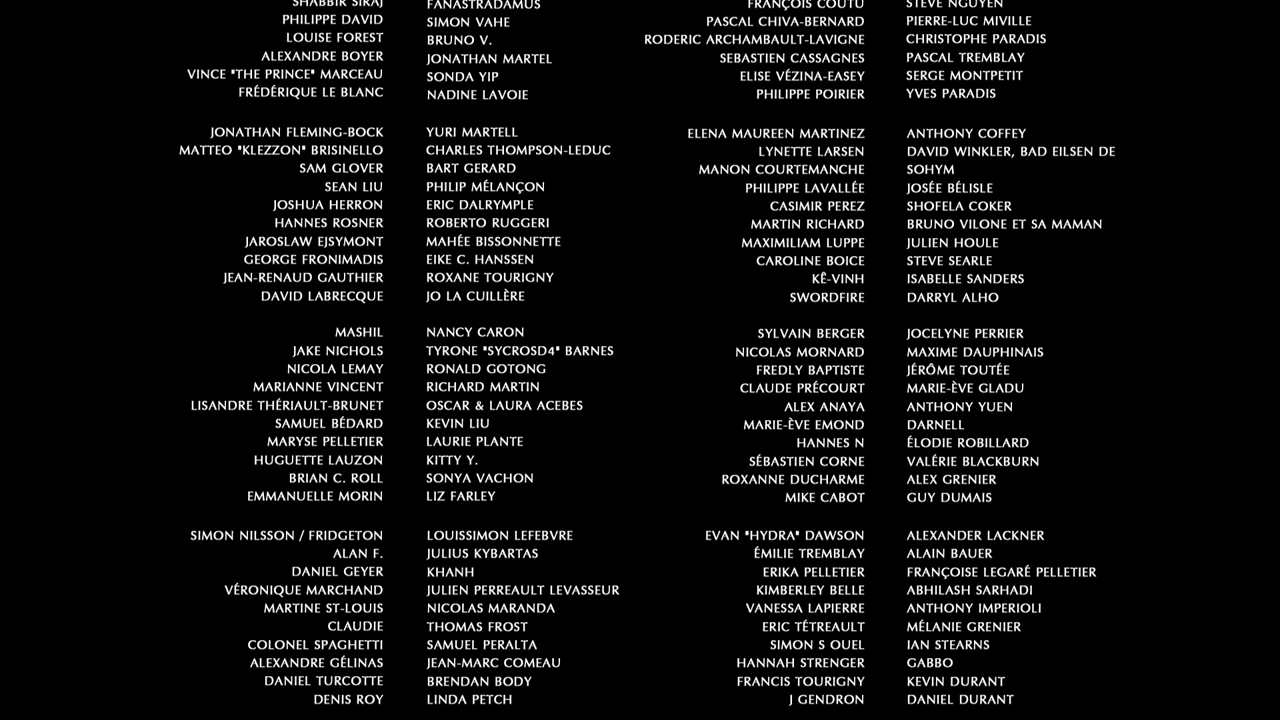 SHABBIR SIRAJ FANASTRADAMUS FRANÇOIS COUTU STEVE NGUYEN
PHILIPPE DAVID SIMON VAHE PASCAL CHIVA-BERNARD PIERRE-LUC MIVILLE
LOUISE FOREST BRUNO V. RODERIC ARCHAMBAULT-LAVIGNE CHRISTOPHE PARADIS
ALEXANDRE BOYER JONATHAN MARTEL SEBASTIEN CASSAGNES PASCAL TREMBLAY
VINCE "THE PRINCE" MARCEAU SONDA YIP ELISE VÉZINA-EASEY SERGE MONTPETIT
FRÉDÉRIQUE LE BLANC NADINE LAVOIE PHILIPPE POIRIER YVES PARADIS
JONATHAN FLEMING-BOCK YURI MARTELL ELENA MAUREEN MARTINEZ ANTHONY COFFEY
MATTEO "KLEZZON" BRISINELLO CHARLES THOMPSON-LEDUC LYNETTE LARSEN DAVID WINKLER, BAD EILSEN DE
SAM GLOVER BART GERARD MANON COURTEMANCHE SOHYM
SEAN LIU PHILIP MÉLANÇON PHILIPPE LAVALLÉE JOSÉE BÉLISLE
JOSHUA HERRON ERIC DALRYMPLE CASIMIR PEREZ SHOFELA COKER
HANNES ROSNER ROBERTO RUGGERI MARTIN RICHARD BRUNO VILONE ET SA MAMAN
JAROSLAW EJSYMONT MAHÉE BISSONNETTE MAXIMILIAM LUPPE JULIEN HOULE
GEORGE FRONIMADIS EIKE C. HANSSEN CAROLINE BOICE STEVE SEARLE
JEAN-RENAUD GAUTHIER ROXANE TOURIGNY KÊ-VINH ISABELLE SANDERS
DAVID LABRECQUE JO LA CUILLÈRE SWORDFIRE DARRYL ALHO
MASHIL NANCY CARON SYLVAIN BERGER JOCELYNE PERRIER
JAKE NICHOLS TYRONE "SYCROSD4" BARNES NICOLAS MORNARD MAXIME DAUPHINAIS
NICOLA LEMAY RONALD GOTONG FREDLY BAPTISTE JÉRÔME TOUTÉE
MARIANNE VINCENT RICHARD MARTIN CLAUDE PRÉCOURT MARIE-ÈVE GLADU
LISANDRE THÉRIAULT-BRUNET OSCAR & LAURA ACEBES ALEX ANAYA ANTHONY YUEN
SAMUEL BÉDARD KEVIN LIU MARIE-ÈVE EMOND DARNELL
MARYSE PELLETIER LAURIE PLANTE HANNES N ÉLODIE ROBILLARD
HUGUETTE LAUZON KITTY Y. SÉBASTIEN CORNE VALÉRIE BLACKBURN
BRIAN C. ROLL SONYA VACHON ROXANNE DUCHARME ALEX GRENIER
EMMANUELLE MORIN LIZ FARLEY MIKE CABOT GUY DUMAIS
SIMON NILSSON / FRIDGETON LOUISSIMON LEFEBVRE EVAN "HYDRA" DAWSON ALEXANDER LACKNER
ALAN F. JULIUS KYBARTAS ÉMILIE TREMBLAY ALAIN BAUER
DANIEL GEYER KHANH ERIKA PELLETIER FRANÇOISE LEGARÉ PELLETIER
VÉRONIQUE MARCHAND JULIEN PERREAULT LEVASSEUR KIMBERLEY BELLE ABHILASH SARHADI
MARTINE ST-LOUIS NICOLAS MARANDA VANESSA LAPIERRE ANTHONY IMPERIOLI
CLAUDIE THOMAS FROST ERIC TÉTREAULT MÉLANIE GRENIER
COLONEL SPAGHETTI SAMUEL PERALTA SIMON S OUEL IAN STEARNS
ALEXANDRE GÉLINAS JEAN-MARC COMEAU HANNAH STRENGER GABBO
DANIEL TURCOTTE BRENDAN BODY FRANCIS TOURIGNY KEVIN DURANT
DENIS ROY LINDA PETCH J GENDRON DANIEL DURANT